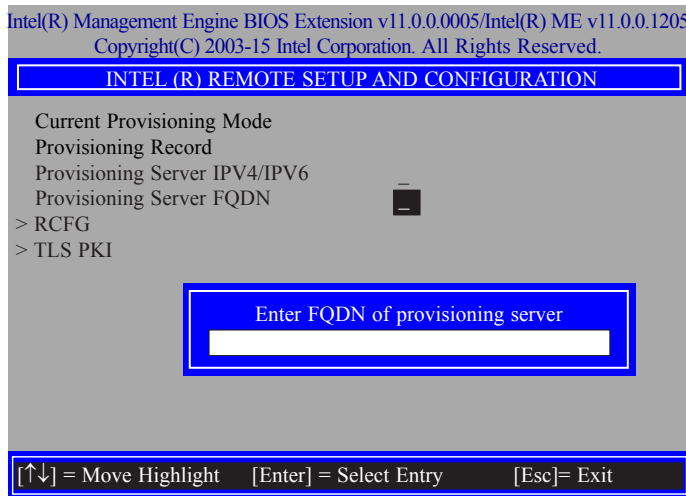 Intel(R) Management Engine BIOS Extension v11.0.0.0005/Intel(R) ME v11.0.0.1205
Copyright(C) 2003-15 Intel Corporation. All Rights Reserved.
INTEL (R) REMOTE SETUP AND CONFIGURATION
Current Provisioning Mode
Provisioning Record
Provisioning Server IPV4/IPV6 _
Provisioning Server FQDN _
> RCFG
> TLS PKI
Enter FQDN of provisioning server
[↑↓] = Move Highlight [Enter] = Select Entry [Esc]= Exit